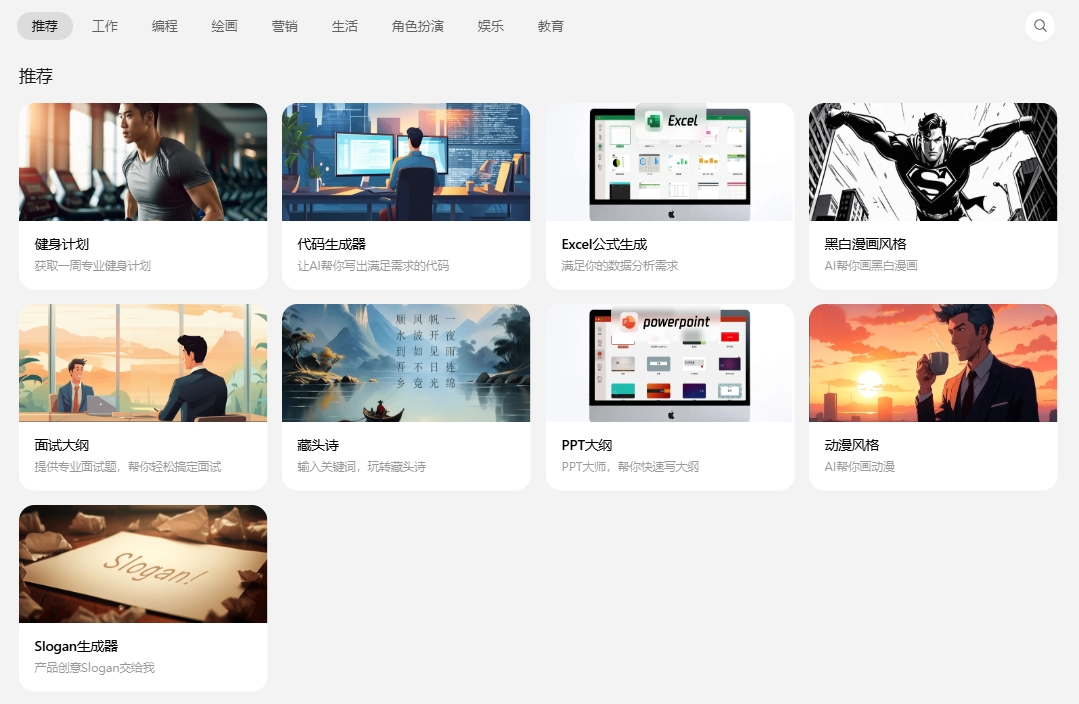 推荐 工作 编程 绘画 营销 生活 角色扮演 娱乐 教育
推荐
健身计划
获取一周专业健身计划
代码生成器
让AI帮你写出满足需求的代码
Excel
Excel公式生成
满足你的数据分析需求
黑白漫画风格
AI帮你画黑白漫画
面试大纲
提供专业面试题，帮你轻松搞定面试
一夜雨连绵
帆开见日光
风波如不竞
顺水到吾乡
藏头诗
输入关键词，玩转藏头诗
powerpoint
PPT大纲
PPT大师，帮你快速写大纲
动漫风格
AI帮你画动漫
Slogan!
Slogan生成器
产品创意Slogan交给我